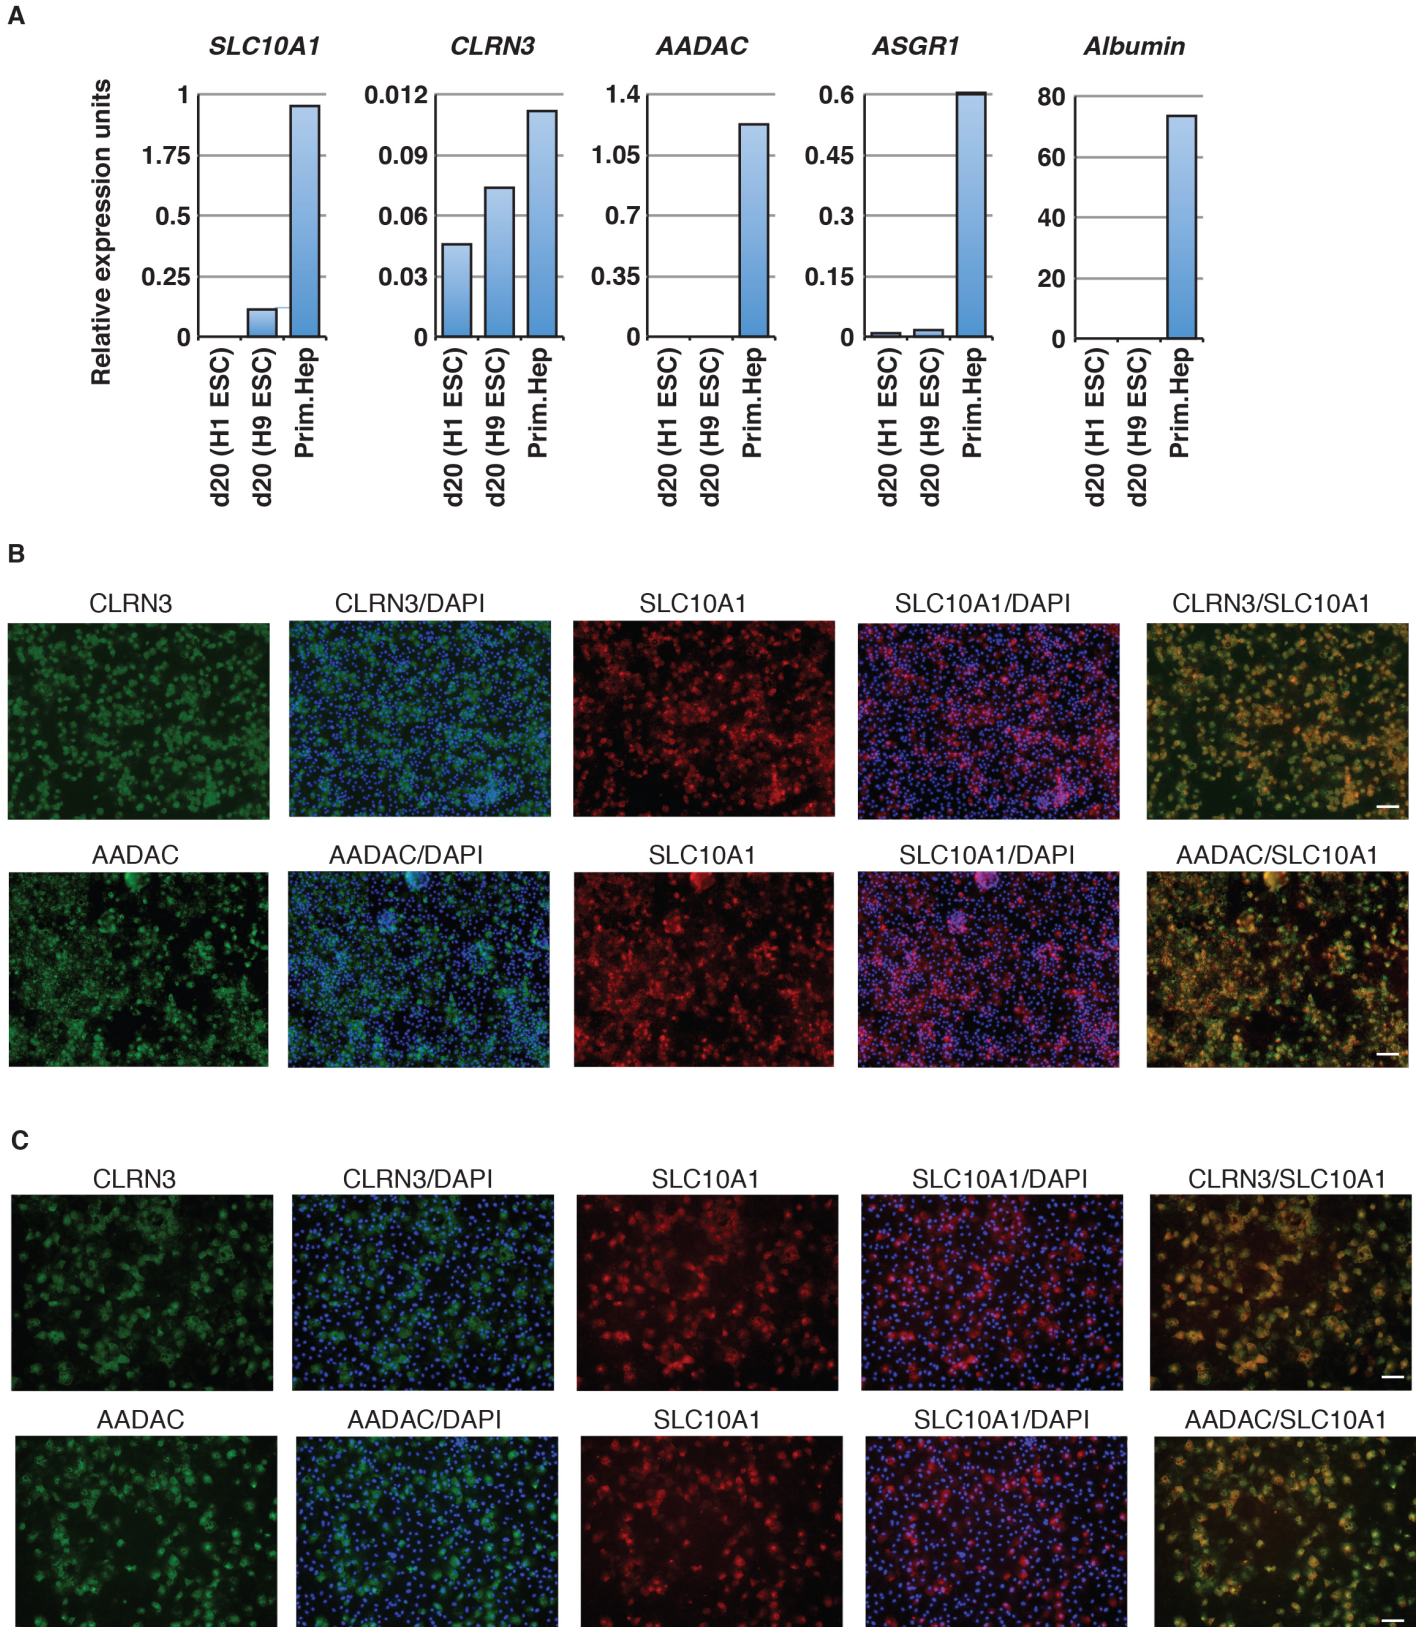 A
SLC10A1 CLRN3 AADAC ASGR1 Albumin
Relative expression units
1
1.75
0.5
0.25
0
0.012
0.09
0.06
0.03
0
1.4
1.05
0.7
0.35
0
0.6
0.45
0.3
0.15
0
80
60
40
20
0
d20 (H1 ESC)
d20 (H9 ESC)
Prim.Hep
d20 (H1 ESC)
d20 (H9 ESC)
Prim.Hep
d20 (H1 ESC)
d20 (H9 ESC)
Prim.Hep
d20 (H1 ESC)
d20 (H9 ESC)
Prim.Hep
d20 (H1 ESC)
d20 (H9 ESC)
Prim.Hep
B
CLRN3 CLRN3/DAPI SLC10A1 SLC10A1/DAPI CLRN3/SLC10A1
AADAC AADAC/DAPI SLC10A1 SLC10A1/DAPI AADAC/SLC10A1
C
CLRN3 CLRN3/DAPI SLC10A1 SLC10A1/DAPI CLRN3/SLC10A1
AADAC AADAC/DAPI SLC10A1 SLC10A1/DAPI AADAC/SLC10A1